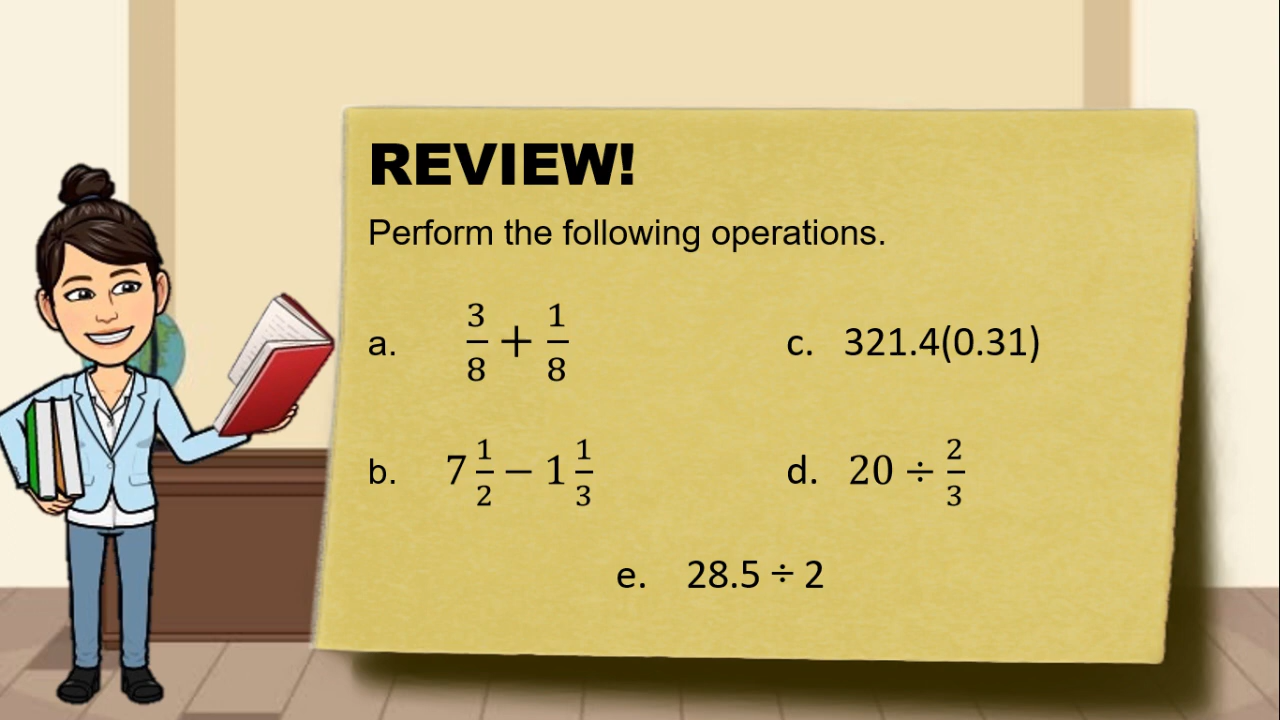 REVIEW!
Perform the following operations.
a. 3/8 + 1/8
c. 321.4(0.31)
b. 7 1/2 − 1 1/3
d. 20 ÷ 2/3
e. 28.5 ÷ 2